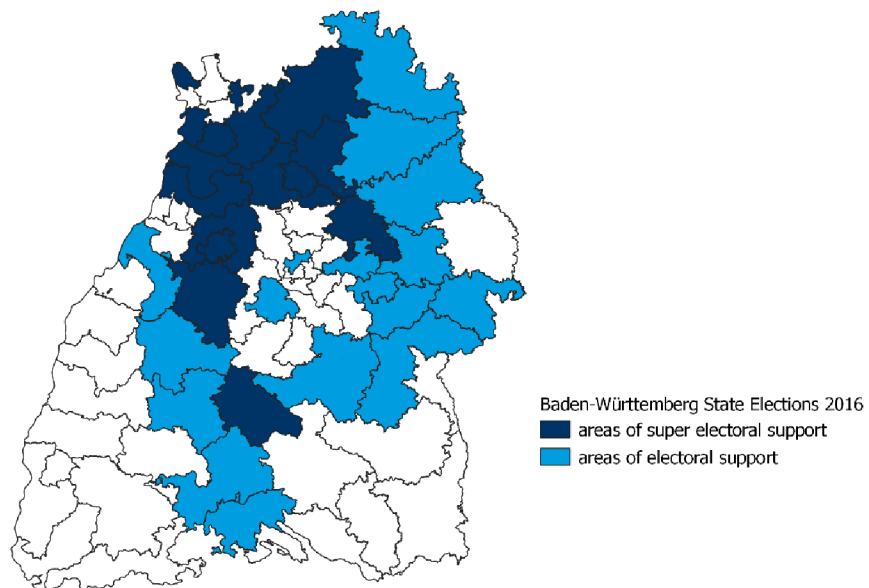 Baden-Württemberg State Elections 2016
areas of super electoral support
areas of electoral support